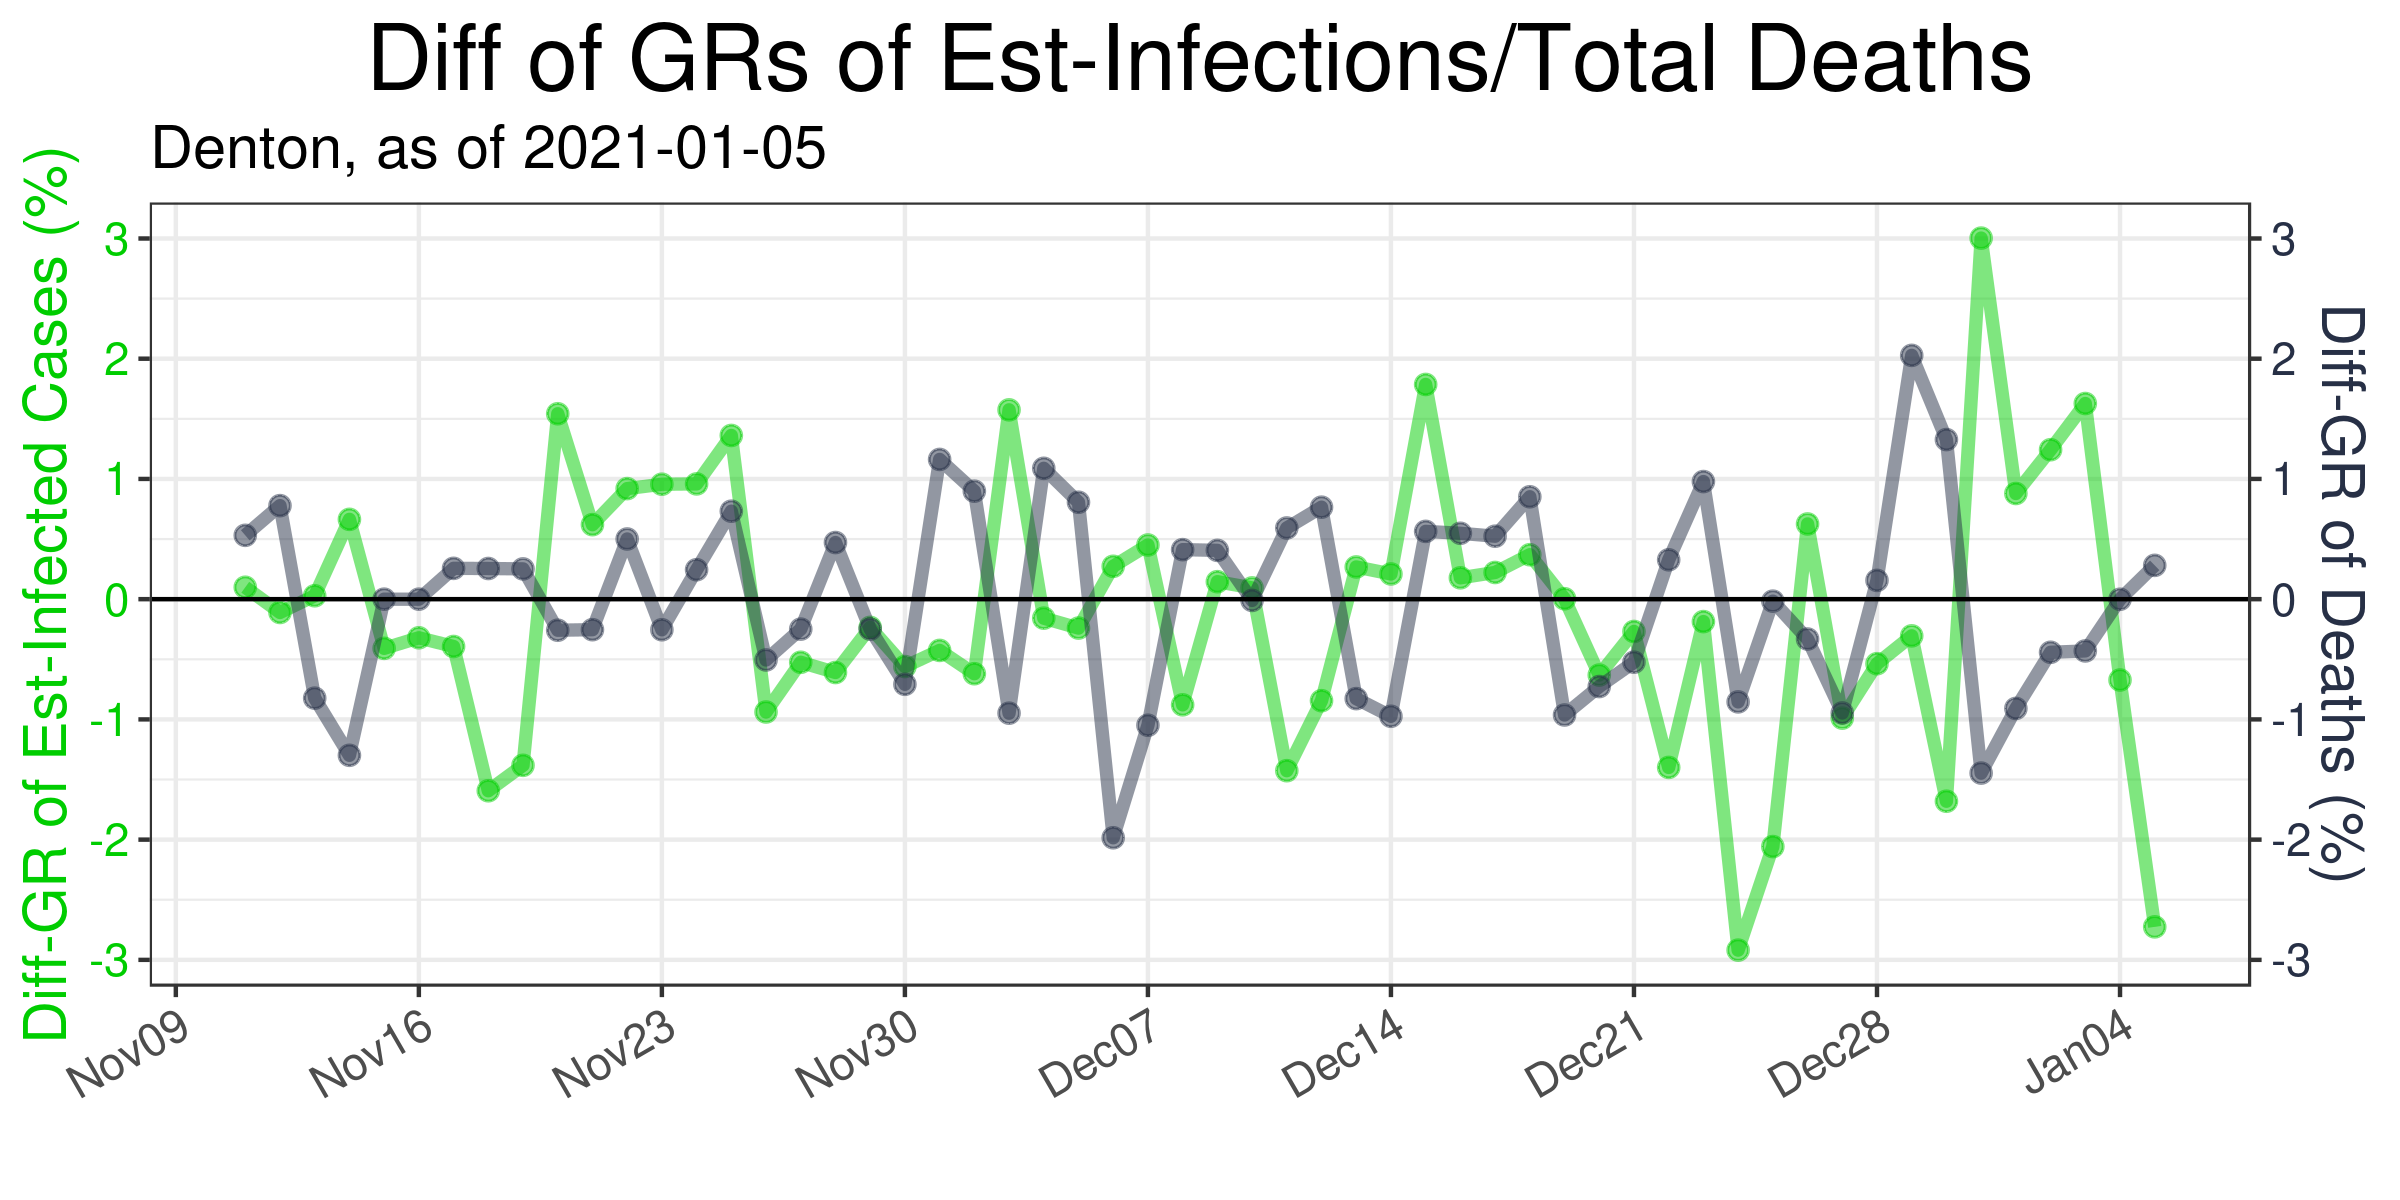 Diff of GRs of Est-Infections/Total Deaths
Denton, as of 2021-01-05
Diff-GR of Est-Infected Cases (%)
3
2
1
0
-1
-2
-3
3
2
1
0
-1
-2
-3
Diff-GR of Deaths (%)
Nov09
Nov16
Nov23
Nov30
Dec07
Dec14
Dec21
Dec28
Jan04